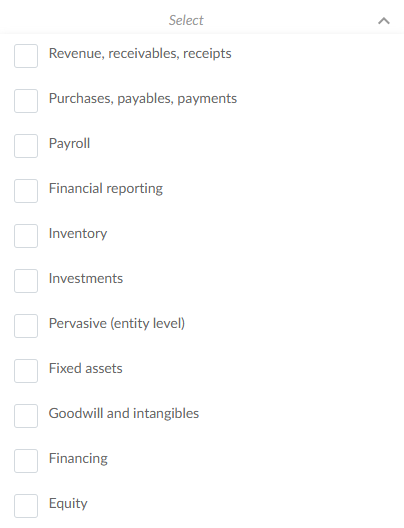 Select
Revenue, receivables, receipts
Purchases, payables, payments
Payroll
Financial reporting
Inventory
Investments
Pervasive (entity level)
Fixed assets
Goodwill and intangibles
Financing
Equity